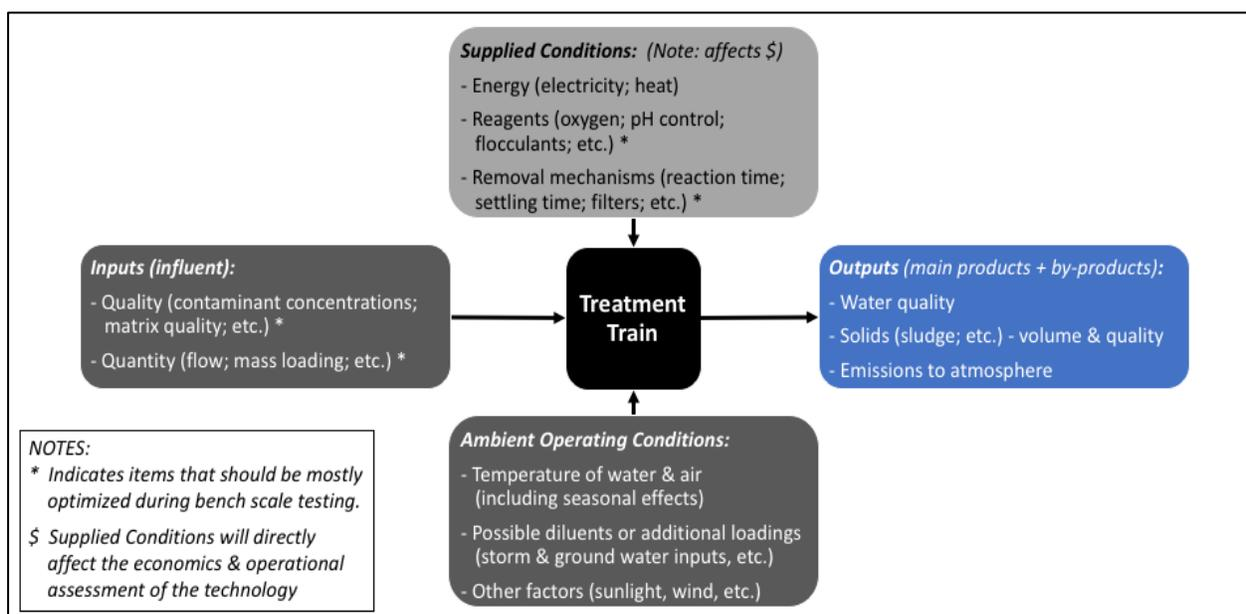 Supplied Conditions: (Note: affects $)
- Energy (electricity; heat)
- Reagents (oxygen; pH control;
flocculants; etc.) *
- Removal mechanisms (reaction time;
settling time; filters; etc.) *
Inputs (influent):
- Quality (contaminant concentrations;
matrix quality; etc.) *
- Quantity (flow; mass loading; etc.) *
Treatment
Train
Outputs (main products + by-products):
- Water quality
- Solids (sludge; etc.) - volume & quality
- Emissions to atmosphere
Ambient Operating Conditions:
- Temperature of water & air
(including seasonal effects)
- Possible diluents or additional loadings
(storm & ground water inputs, etc.)
- Other factors (sunlight, wind, etc.)
NOTES:
* Indicates items that should be mostly
optimized during bench scale testing.
$ Supplied Conditions will directly
affect the economics & operational
assessment of the technology